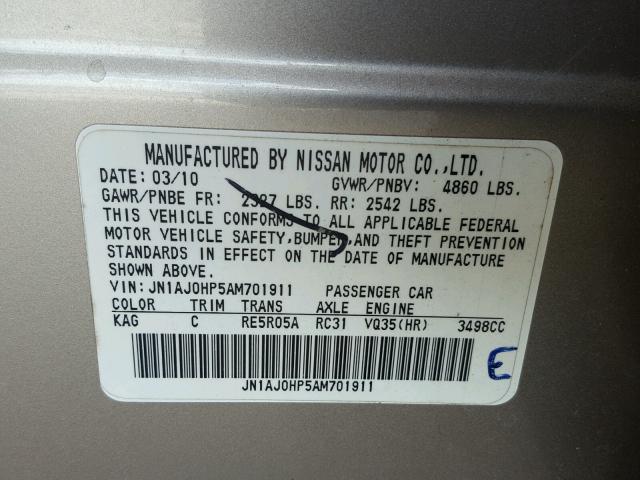 MANUFACTURED BY NISSAN MOTOR CO.,LTD.
DATE: 03/10 GVWR/PNBV: 4860 LBS.
GAWR/PNBE FR: 2397 LBS. RR: 2542 LBS.
THIS VEHICLE CONFORMS TO ALL APPLICABLE FEDERAL
MOTOR VEHICLE SAFETY,BUMPER,AND THEFT PREVENTION
STANDARDS IN EFFECT ON THE DATE OF MANUFACTURE
SHOWN ABOVE.
VIN:JN1AJ0HP5AM701911 PASSENGER CAR
COLOR TRIM TRANS AXLE ENGINE
KAG C RE5R05A RC31 VQ35(HR) 3498CC
JN1AJ0HP5AM701911
E